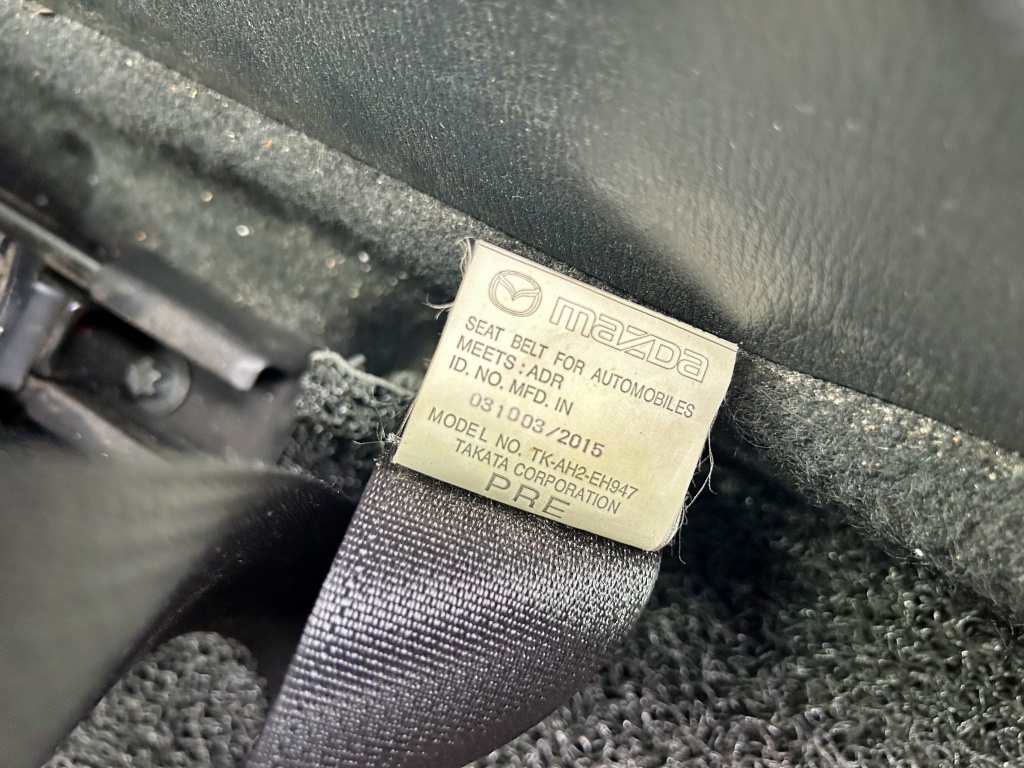 mazda
SEAT BELT FOR AUTOMOBILES
MEETS : ADR
ID. NO. MFD. IN
031003/2015
MODEL NO. TK-AH2-EH947
TAKATA CORPORATION
PRE